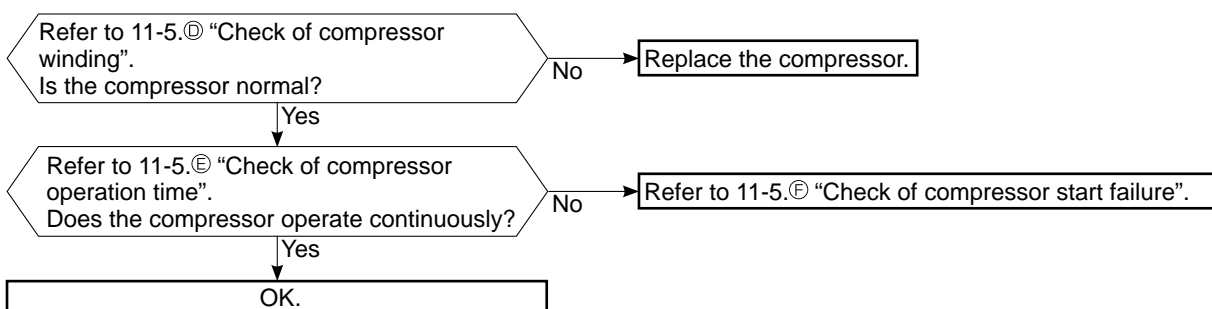 Refer to 11-5.Ⓓ “Check of compressor
winding”.
Is the compressor normal?
No
Replace the compressor.
Yes
Refer to 11-5.Ⓔ “Check of compressor
operation time”.
Does the compressor operate continuously?
No
Refer to 11-5.Ⓕ “Check of compressor start failure”.
Yes
OK.